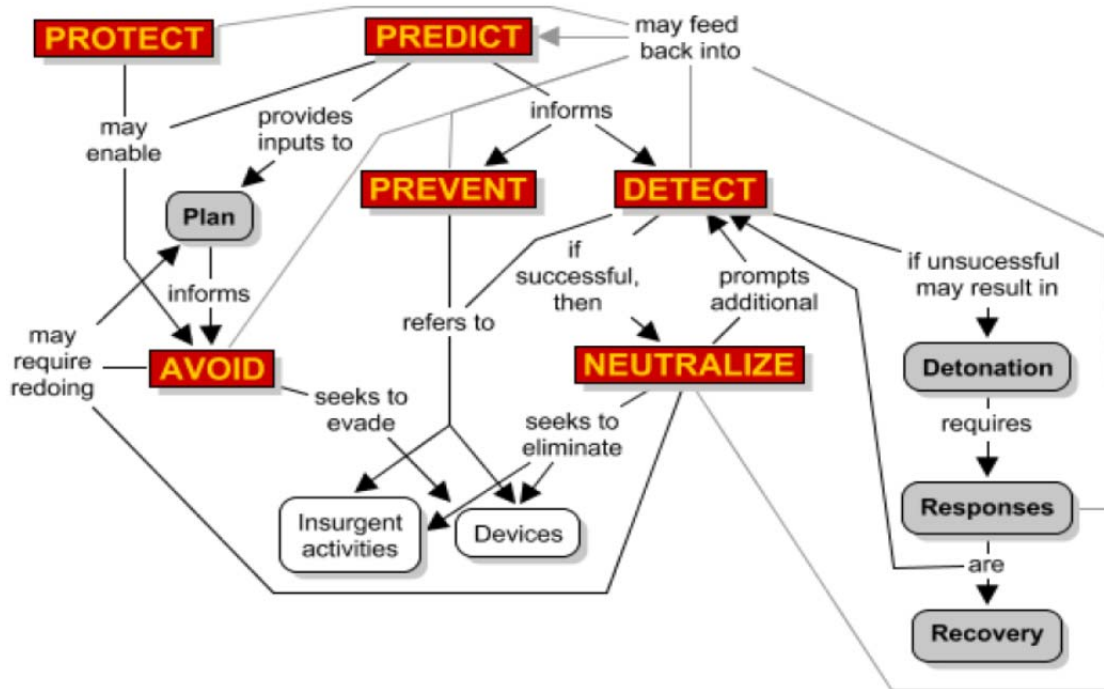 PROTECT
PREDICT
may feed
back into
may
enable
provides
inputs to
informs
PREVENT
DETECT
Plan
informs
may
require
redoing
AVOID
refers to
if
successful,
then
prompts
additional
if unsucessful
may result in
NEUTRALIZE
Detonation
seeks to
evade
seeks to
eliminate
requires
Insurgent
activities
Devices
Responses
are
Recovery